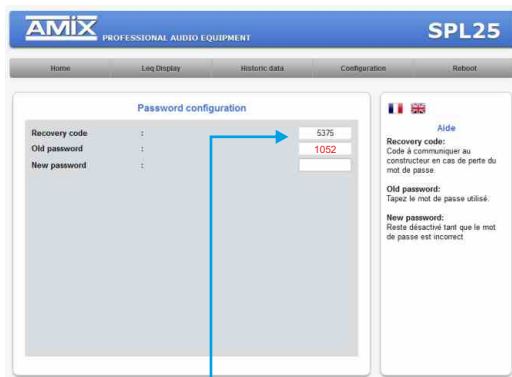 AMIX PROFESSIONAL AUDIO EQUIPMENT
SPL25
Home Leq Display Historic data Configuration Reboot
Password configuration
Recovery code : 5375
Old password : 1052
New password :
Aide
Recovery code:
Code à communiquer au
constructeur en cas de perte du
mot de passe.
Old password:
Tapez le mot de passe utilisé.
New password:
Reste désactivé tant que le mot
de passe est incorrect